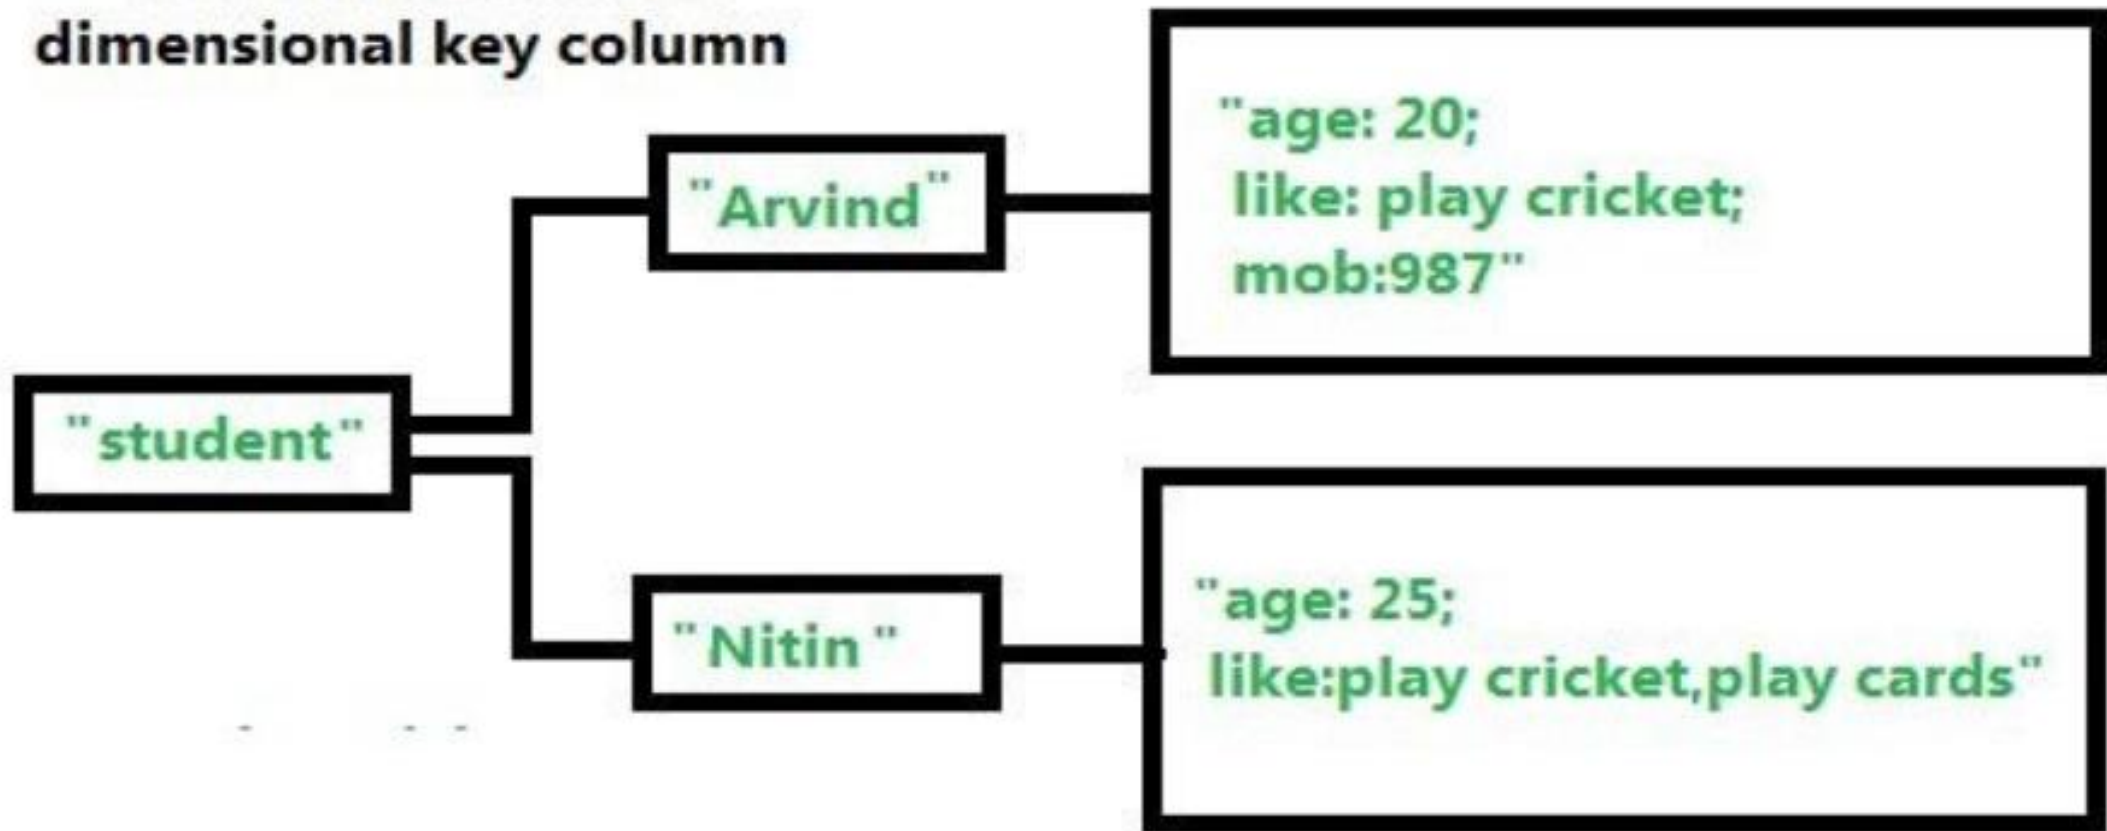 dimensional key column
"Arvind"
"age: 20;
like: play cricket;
mob:987"
"student"
"Nitin "
"age: 25;
like:play cricket,play cards"